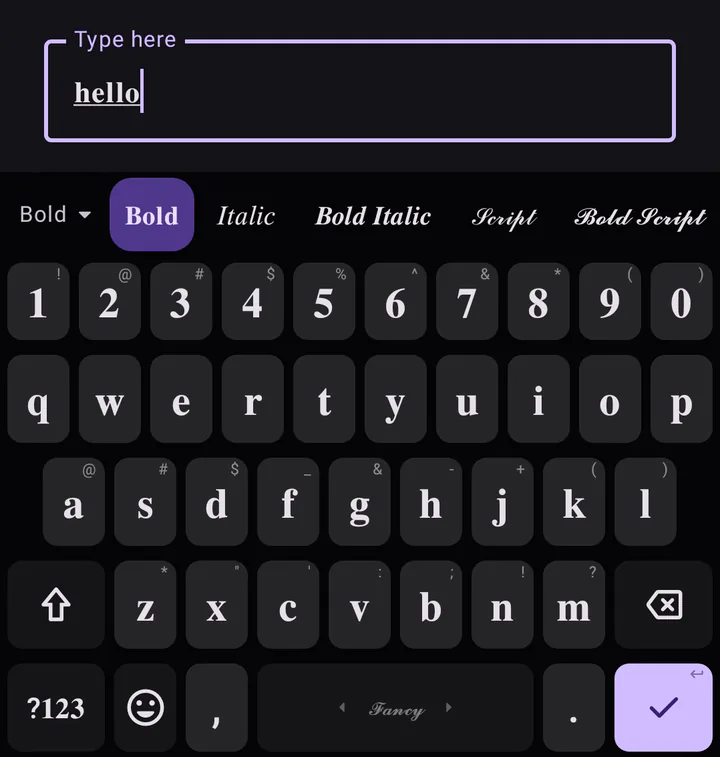 Type here
hello
Bold Bold Italic Bold Italic Script Bold Script
! @ # $ % ^ & * ( )
1 2 3 4 5 6 7 8 9 0
q w e r t y u i o p
@ # $ _ & - + ( )
a s d f g h j k l
* " ' : ; ! ?
z x c v b n m
?123 , Fancy .